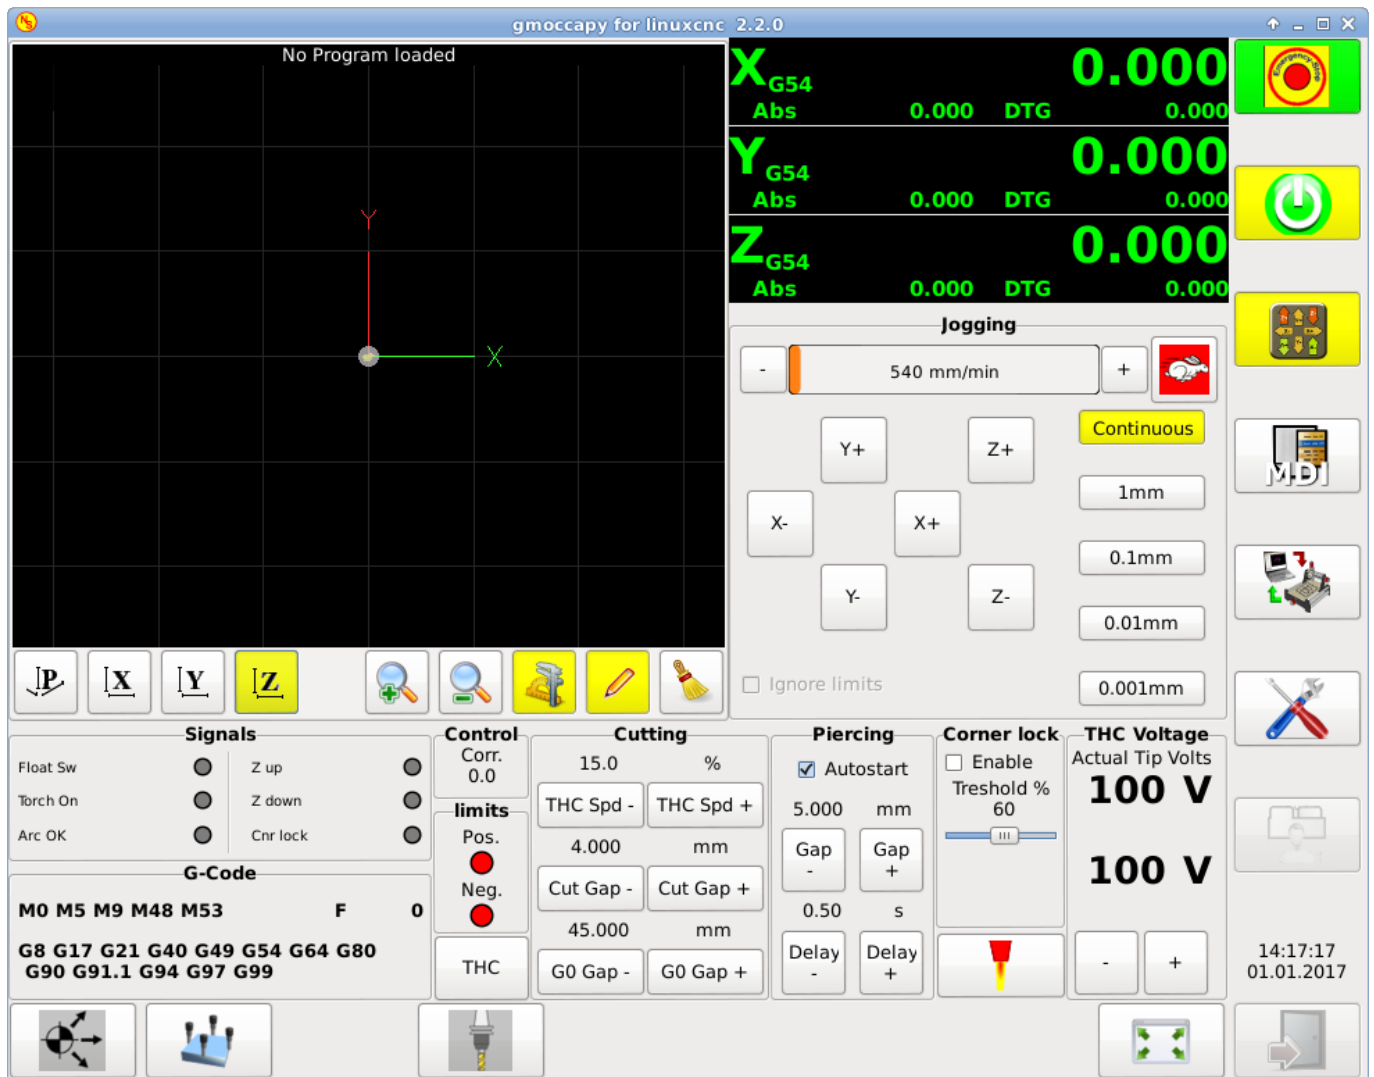 gmoccapy for linuxcnc 2.2.0
No Program loaded
Y
X
X G54 0.000
Abs 0.000 DTG 0.000
Y G54 0.000
Abs 0.000 DTG 0.000
Z G54 0.000
Abs 0.000 DTG 0.000
Emergency-Stop
Jogging
- 540 mm/min +
Continuous
Y+ Z+
1mm
X- X+
0.1mm
Y- Z-
0.01mm
Ignore limits
0.001mm
MDI
P X Y Z
Signals
Float Sw Z up
Torch On Z down
Arc OK Cnr lock
G-Code
M0 M5 M9 M48 M53 F 0
G8 G17 G21 G40 G49 G54 G64 G80
G90 G91.1 G94 G97 G99
Control
Corr.
0.0
limits
Pos.
Neg.
THC
Cutting
15.0 %
THC Spd - THC Spd +
4.000 mm
Cut Gap - Cut Gap +
45.000 mm
G0 Gap - G0 Gap +
Piercing
Autostart
5.000 mm
Gap - Gap +
0.50 s
Delay - Delay +
Corner lock
Enable
Treshold %
60
THC Voltage
Actual Tip Volts
100 V
100 V
- +
14:17:17
01.01.2017